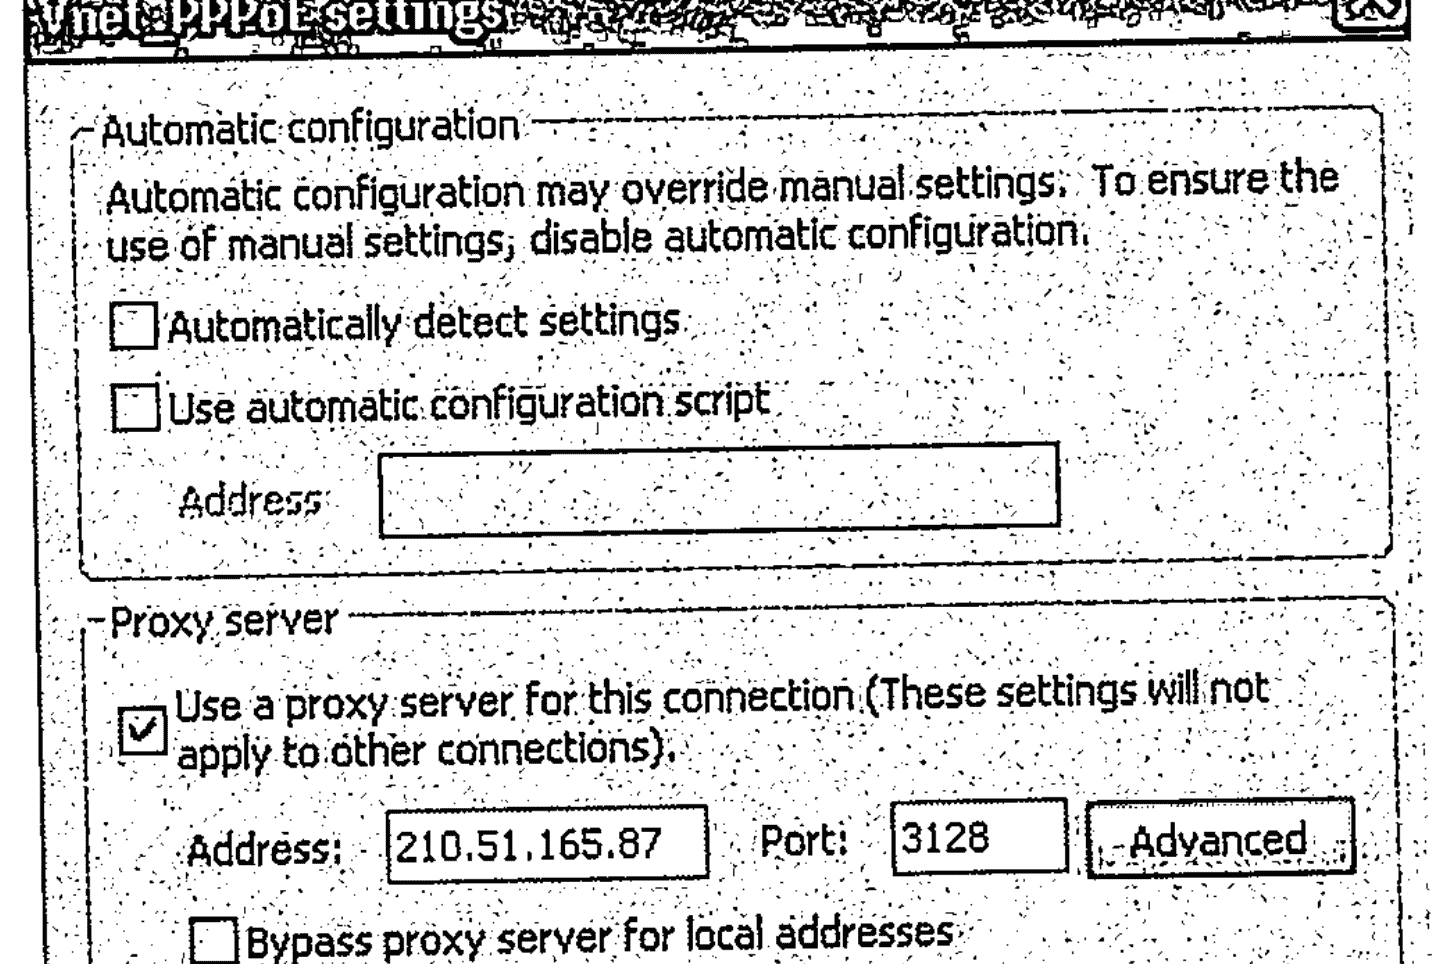 Vnet_PPPoE settings
Automatic configuration
Automatic configuration may override manual settings. To ensure the
use of manual settings, disable automatic configuration.
Automatically detect settings
Use automatic configuration script
Address
Proxy server
Use a proxy server for this connection (These settings will not
apply to other connections).
Address: 210.51.165.87 Port: 3128 Advanced
Bypass proxy server for local addresses